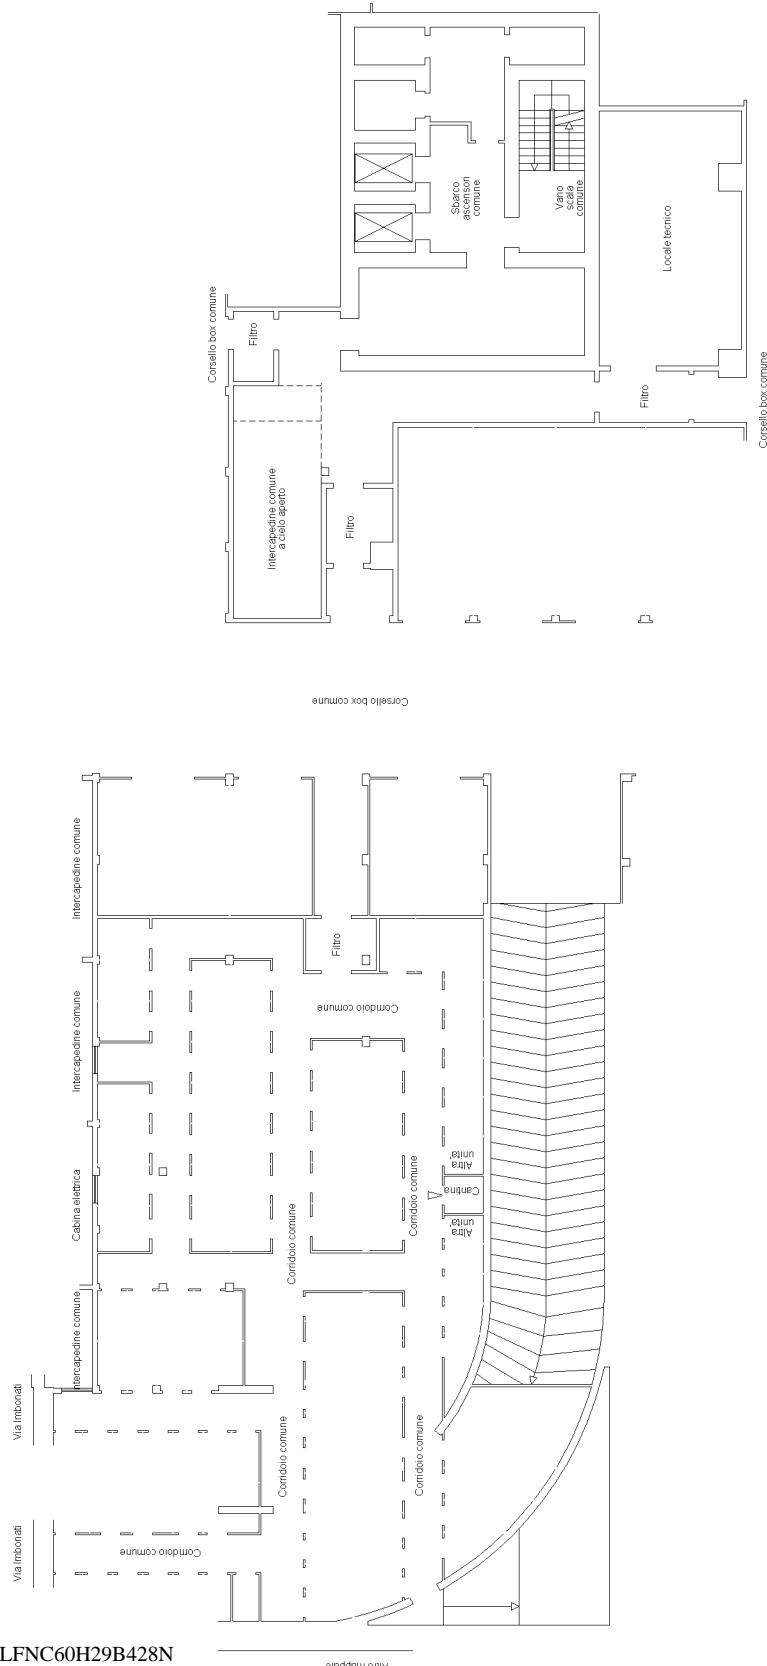 Sbarco
ascensori
comune
Vano
scala
comune
Locale tecnico
Corsello box comune
Filtro
Filtro
Corsello box comune
Intercapedine comune
a cielo aperto
Filtro
Corsello box comune
Intercapedine comune
Filtro
Intercapedine comune
Corridoio comune
Cabina elettrica
Corridoio comune
Altra
unita'
Cantina
Altra
unita'
Corridoio comune
Intercapedine comune
Via Imbonati
Corridoio comune
Corridoio comune
Via Imbonati
Corridoio comune
LFNC60H29B428N
Altro mappale